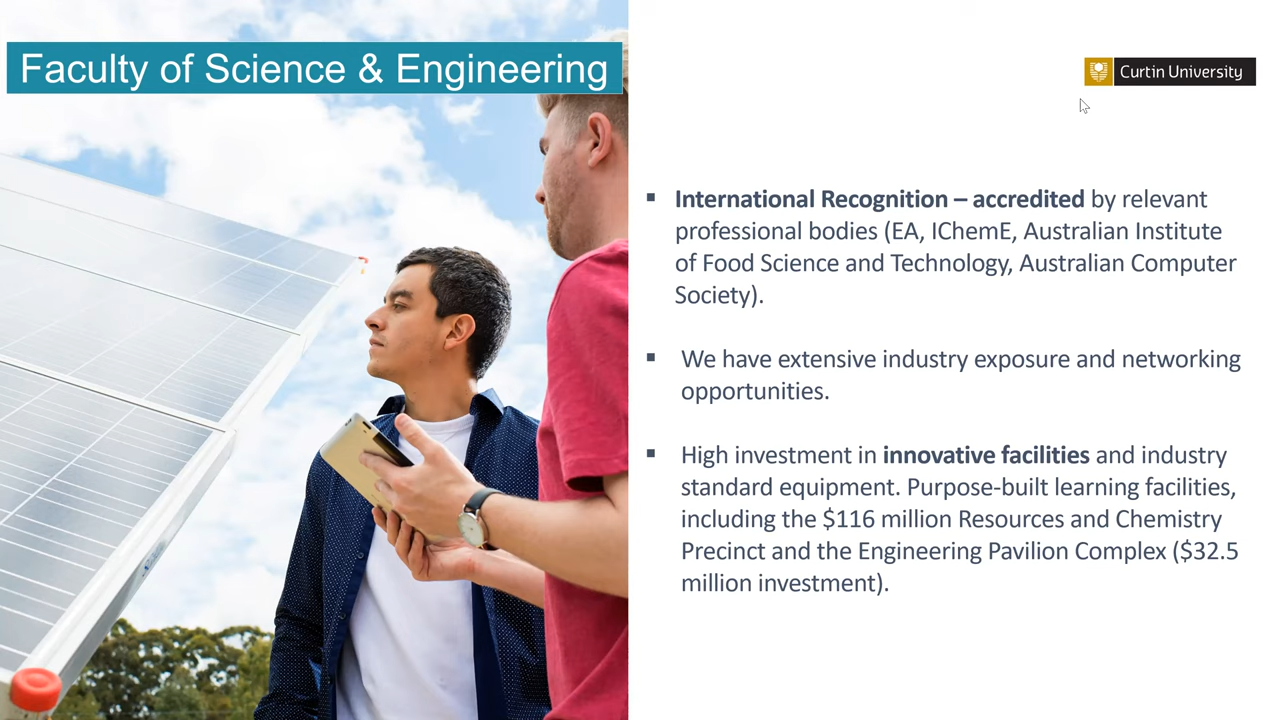 Faculty of Science & Engineering
Curtin University
▪ International Recognition – accredited by relevant
professional bodies (EA, IChemE, Australian Institute
of Food Science and Technology, Australian Computer
Society).
▪ We have extensive industry exposure and networking
opportunities.
▪ High investment in innovative facilities and industry
standard equipment. Purpose-built learning facilities,
including the $116 million Resources and Chemistry
Precinct and the Engineering Pavilion Complex ($32.5
million investment).